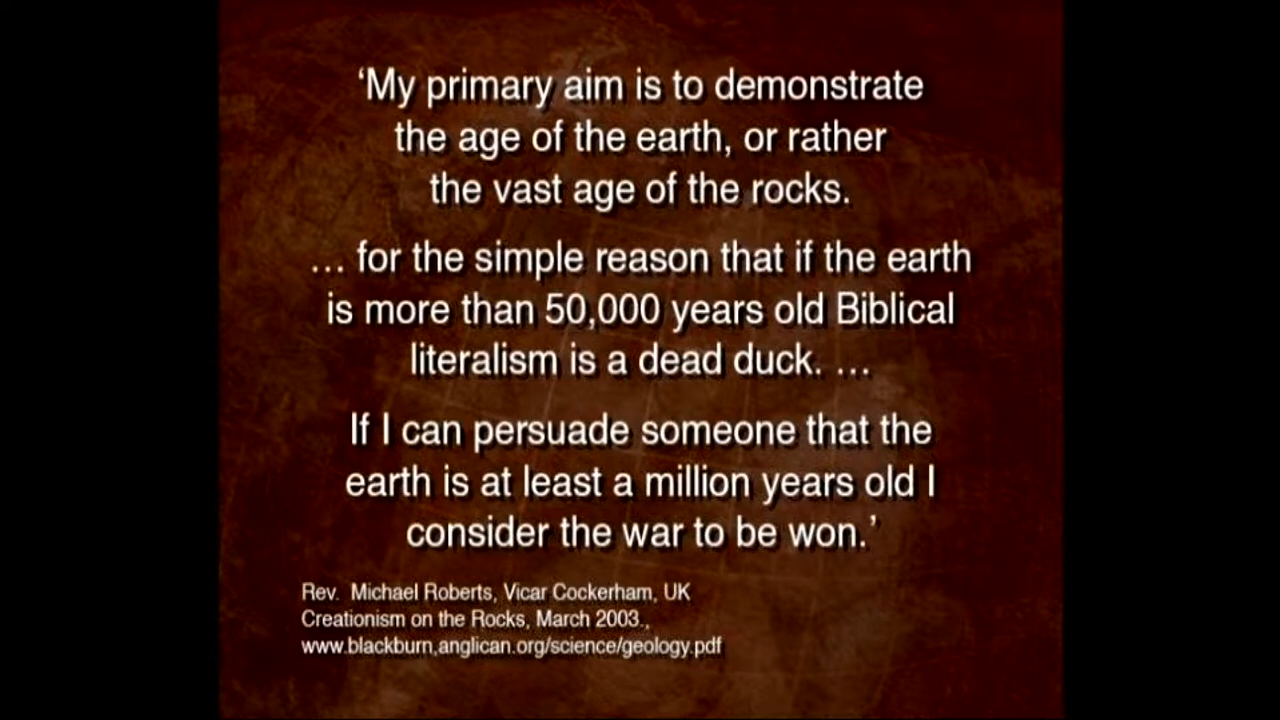 ‘My primary aim is to demonstrate
the age of the earth, or rather
the vast age of the rocks.
… for the simple reason that if the earth
is more than 50,000 years old Biblical
literalism is a dead duck. …
If I can persuade someone that the
earth is at least a million years old I
consider the war to be won.’
Rev.  Michael Roberts, Vicar Cockerham, UK
Creationism on the Rocks, March 2003.,
www.blackburn,anglican.org/science/geology.pdf